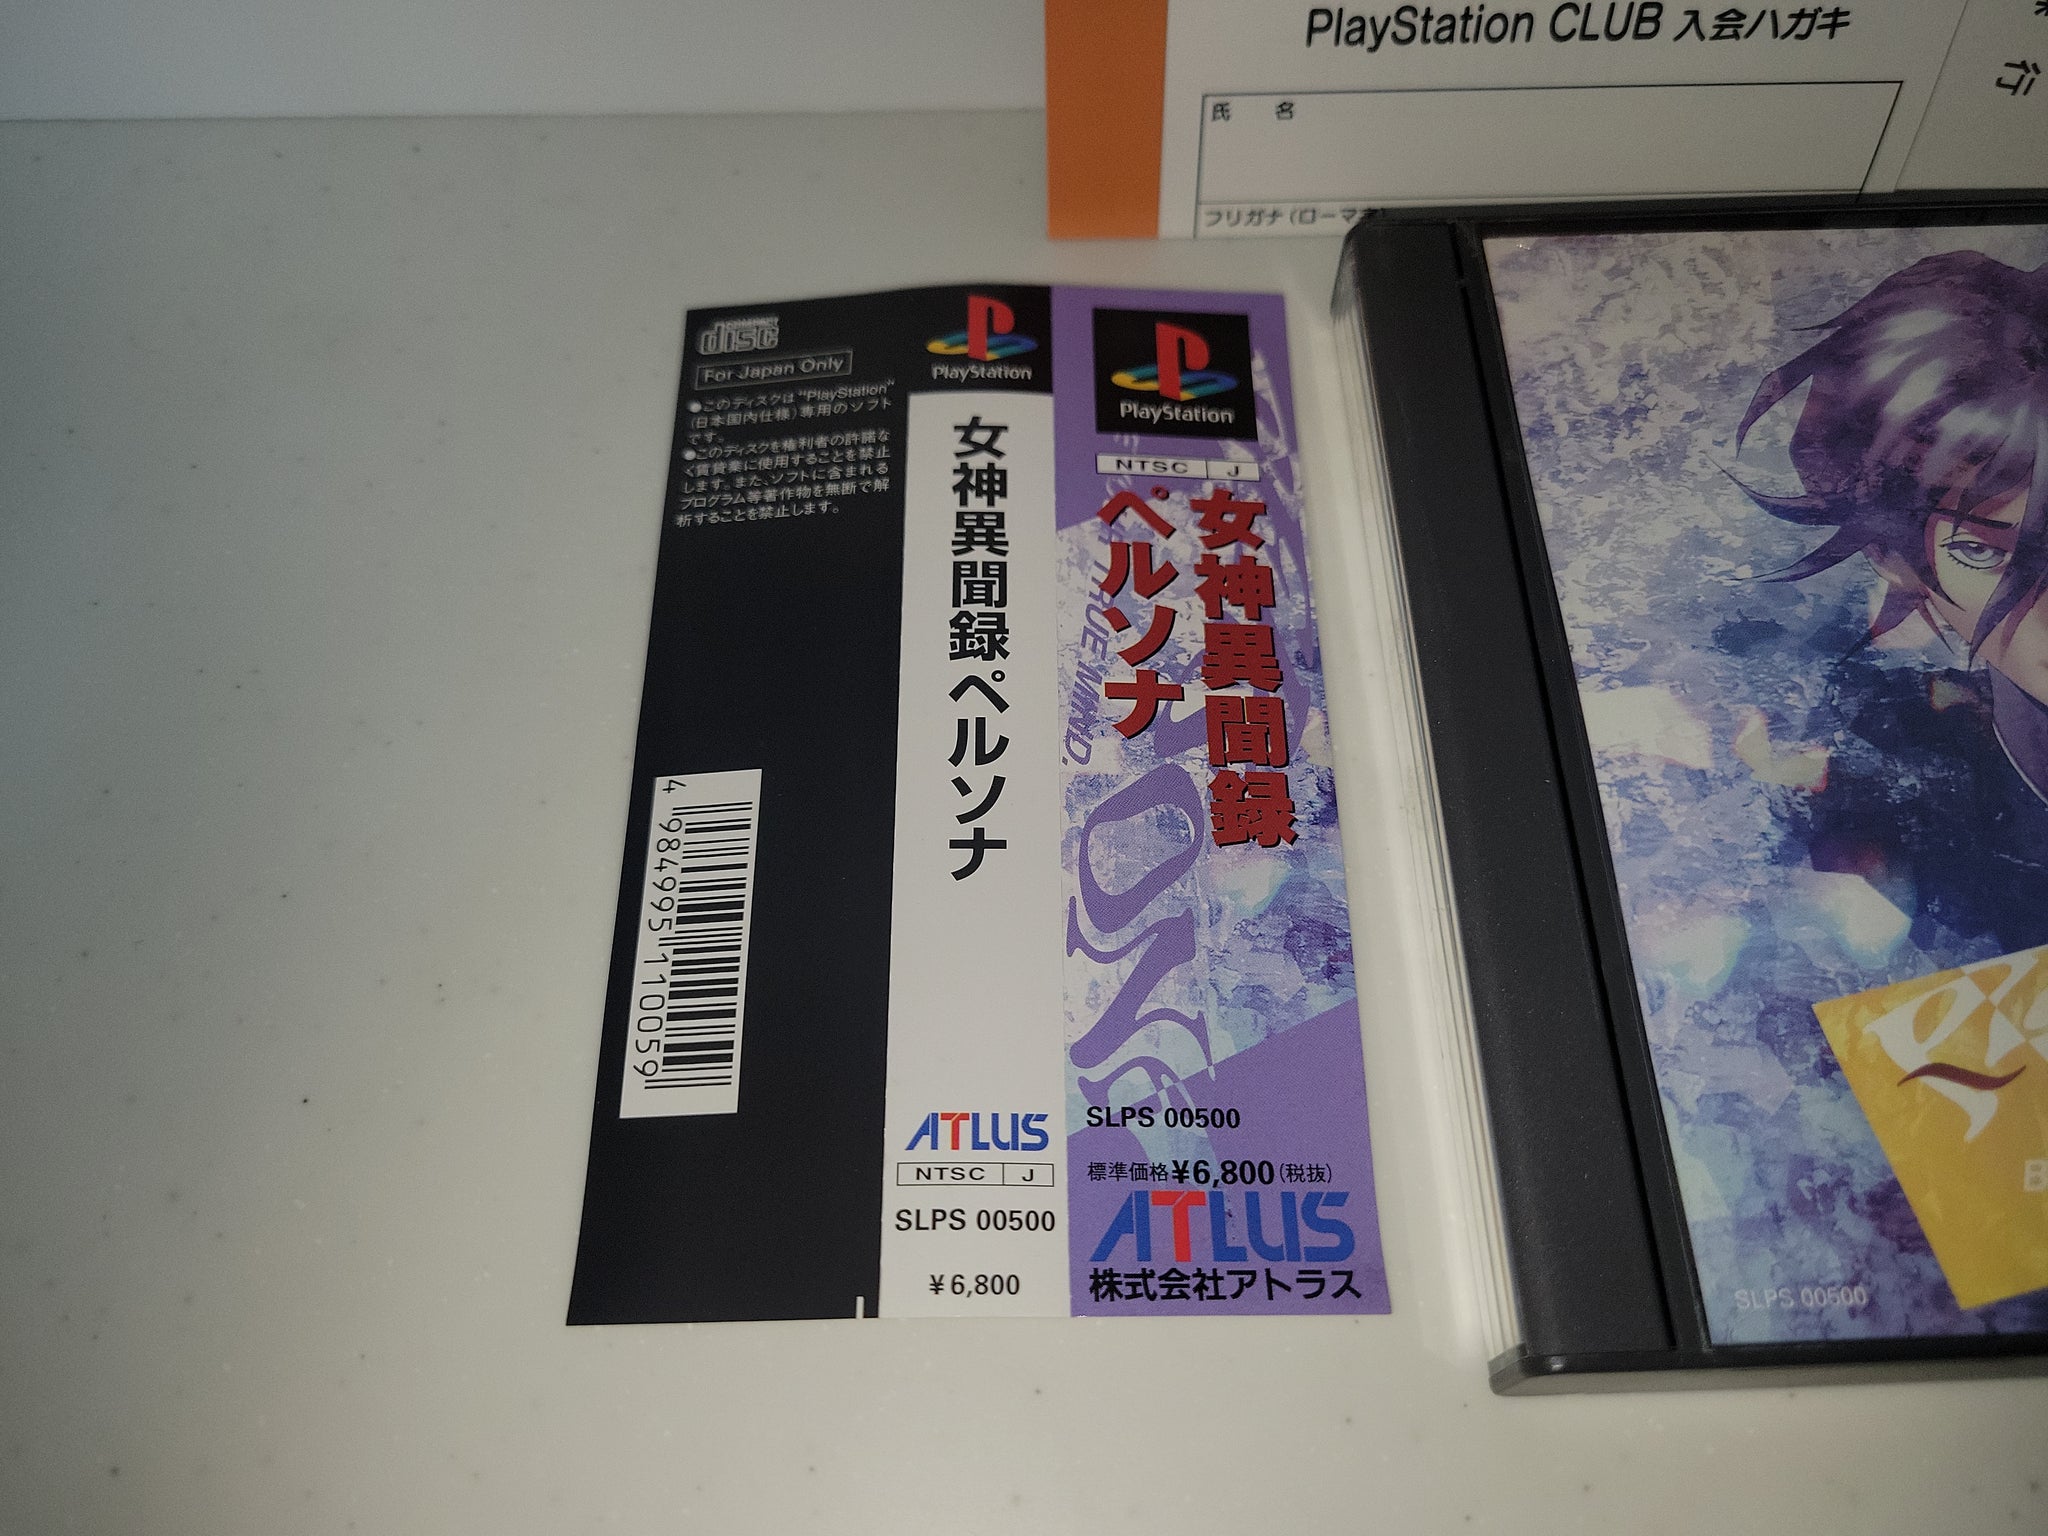 PlayStation CLUB 入会ハガキ
行
氏 名
フリガナ(ローマ字
COMPACT
disc
For Japan Only
●このディスクは"PlayStation"
(日本国内仕様)専用のソフト
です。
●このディスクを権利者の許諾な
く賃貸業に使用することを禁止
します。また、ソフトに含まれる
プログラム等著作物を無断で解
析することを禁止します。
4 984995 110059
PlayStation
女神異聞録ペルソナ
ATLUS
NTSC J
SLPS 00500
¥6,800
PlayStation
NTSC J
女神異聞録
ペルソナ
TRUE MIND.
SLPS 00500
標準価格¥6,800(税抜)
ATLUS
株式会社アトラス
SLPS 00500